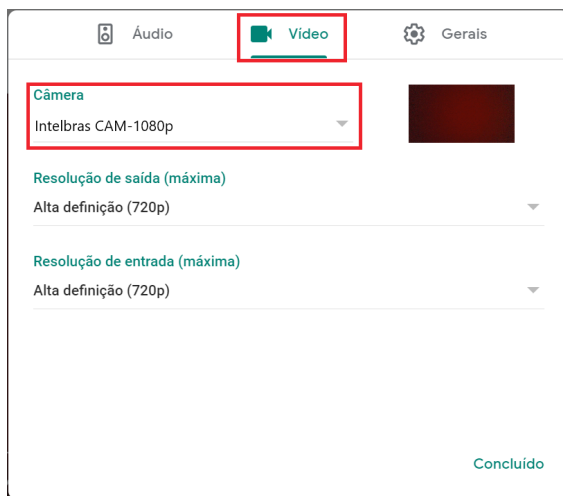 Áudio
Vídeo
Gerais
Câmera
Intelbras CAM-1080p
Resolução de saída (máxima)
Alta definição (720p)
Resolução de entrada (máxima)
Alta definição (720p)
Concluído